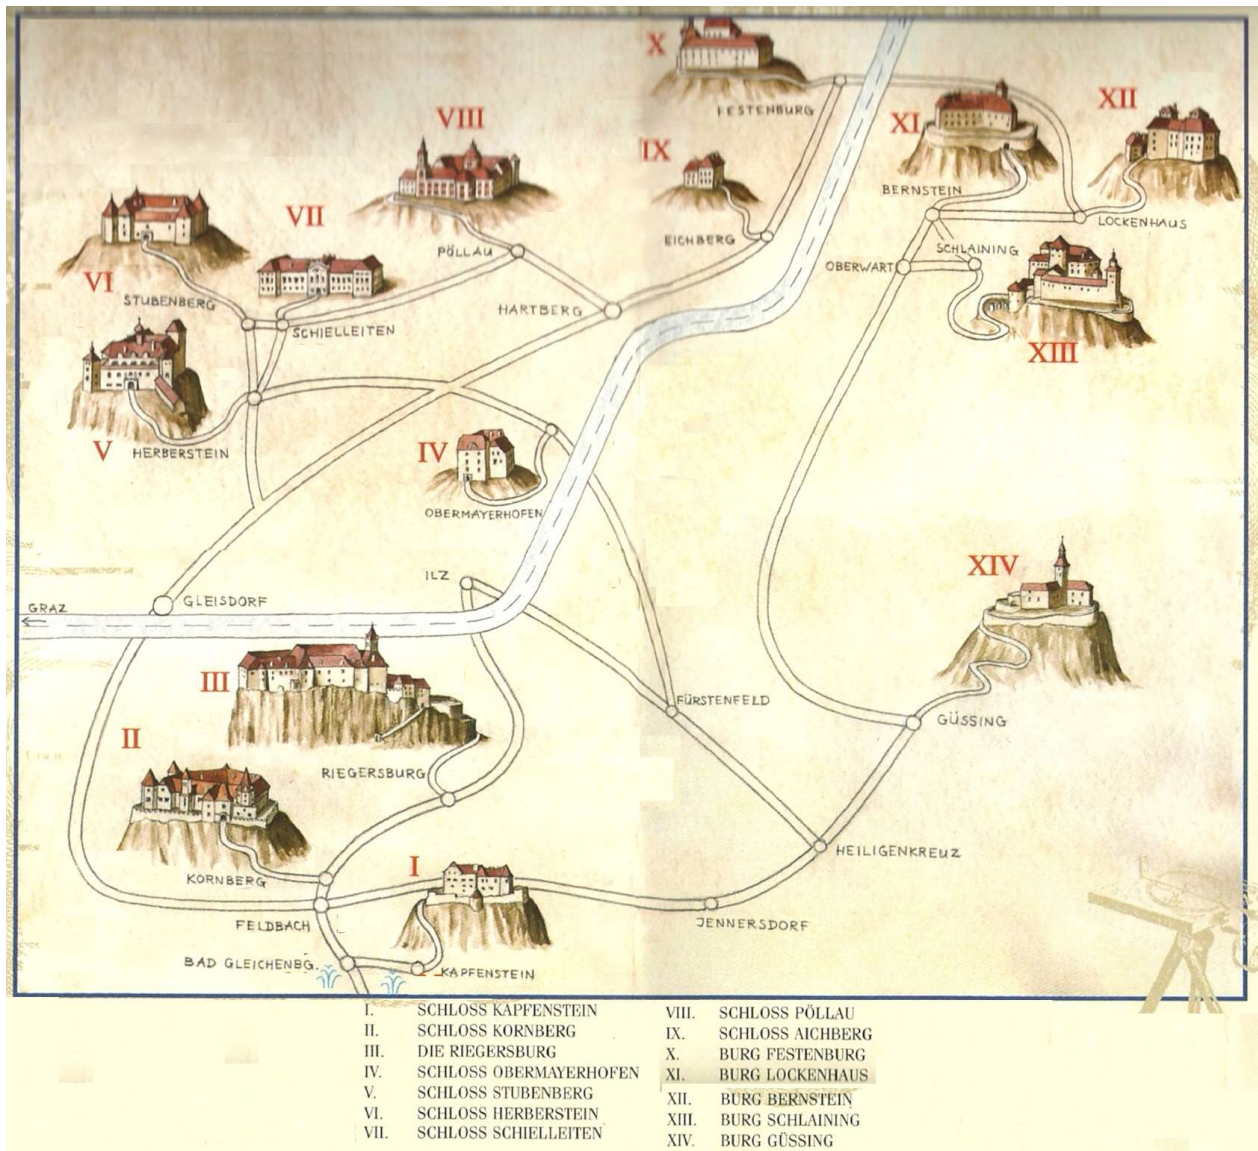 X
FESTENBURG
XII
VIII
XI
IX
BERNSTEIN
LOCKENHAUS
VII
EICHBERG
PÖLLAU
SCHLAINING
OBERWART
VI
STUBENBERG
HARTBERG
SCHIELLEITEN
XIII
V
HERBERSTEIN
IV
OBERMAYERHOFEN
ILZ
XIV
GRAZ
GLEISDORF
III
FÜRSTENFELD
GÜSSING
II
RIEGERSBURG
HEILIGENKREUZ
I
KORNBERG
FELDBACH
JENNERSDORF
BAD GLEICHENBG.
KAPFENSTEIN
I. SCHLOSS KAPFENSTEIN
II. SCHLOSS KORNBERG
III. DIE RIEGERSBURG
IV. SCHLOSS OBERMAYERHOFEN
V. SCHLOSS STUBENBERG
VI. SCHLOSS HERBERSTEIN
VII. SCHLOSS SCHIELLEITEN
VIII. SCHLOSS PÖLLAU
IX. SCHLOSS AICHBERG
X. BURG FESTENBURG
XI. BURG LOCKENHAUS
XII. BURG BERNSTEIN
XIII. BURG SCHLAINING
XIV. BURG GÜSSING